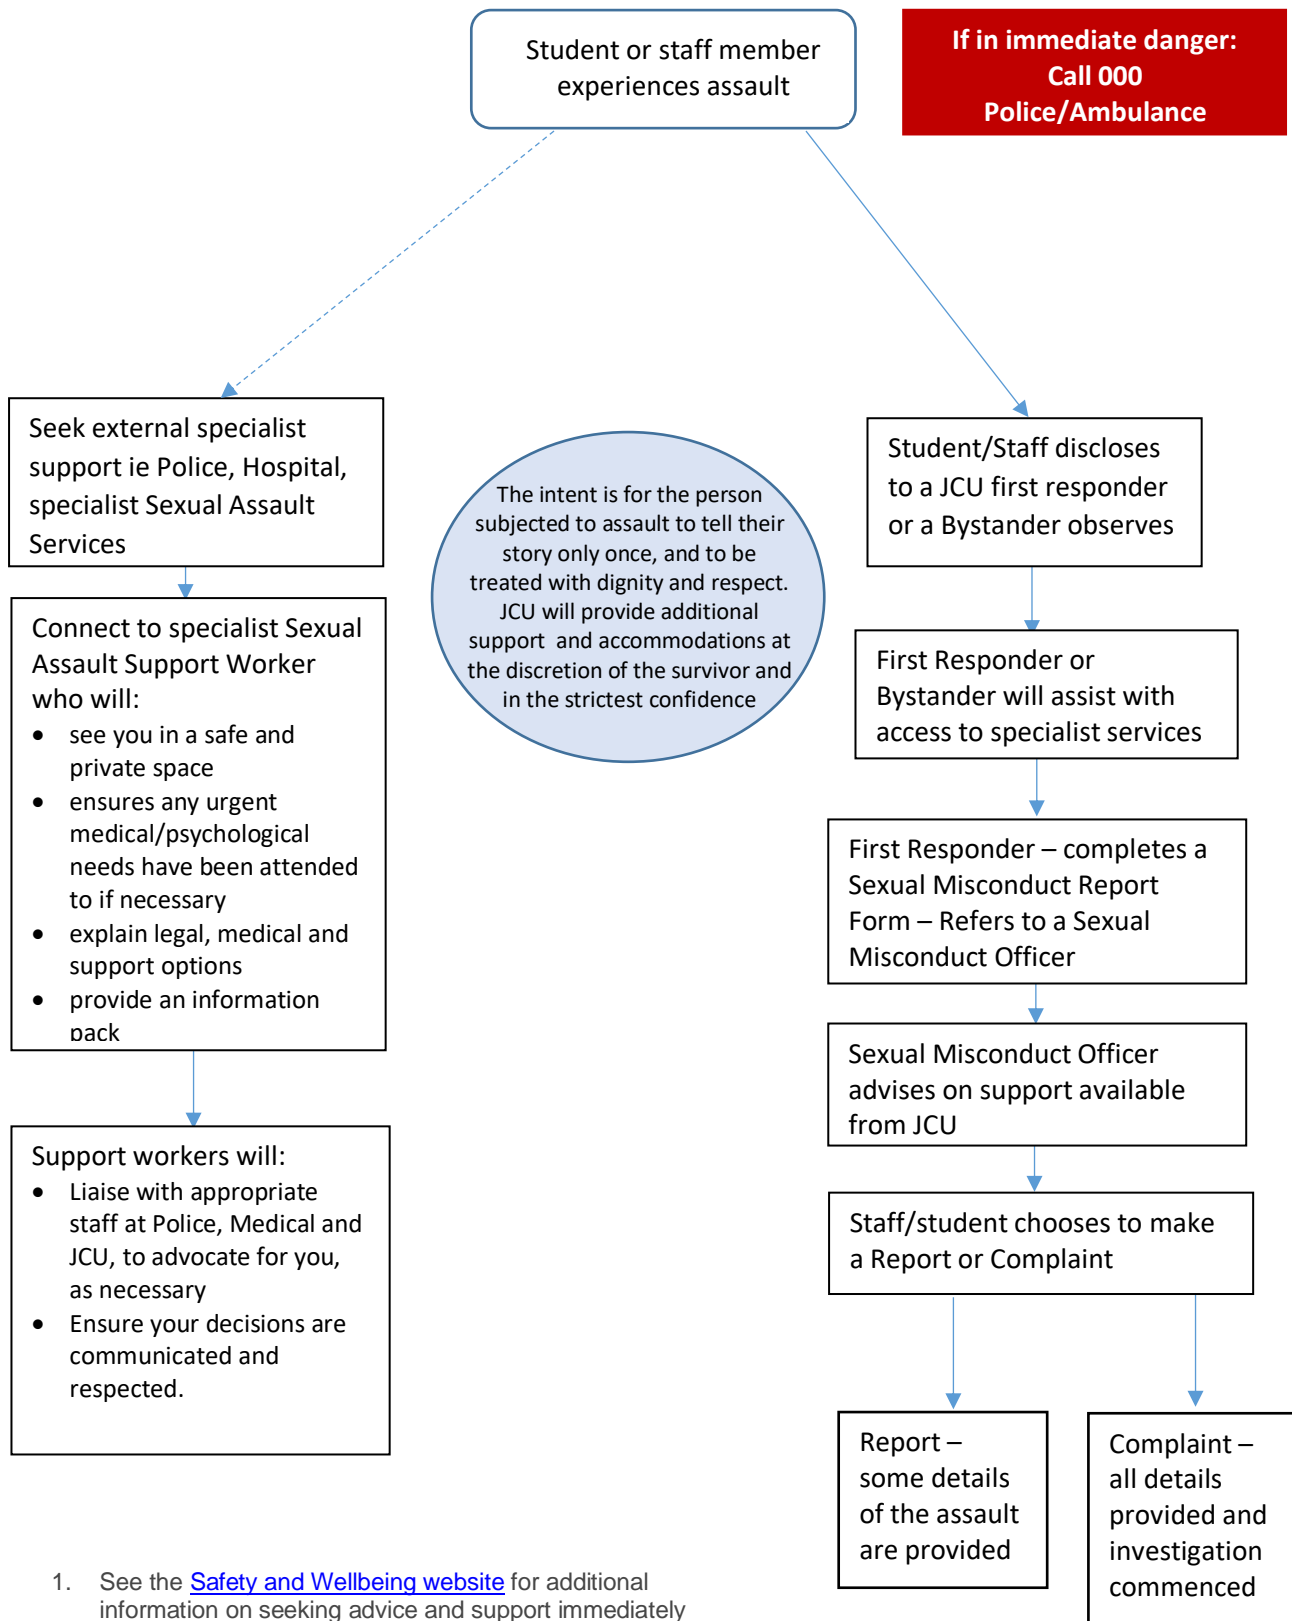 Student or staff member
experiences assault
If in immediate danger:
Call 000
Police/Ambulance
Seek external specialist
support ie Police, Hospital,
specialist Sexual Assault
Services
Connect to specialist Sexual
Assault Support Worker
who will:
• see you in a safe and
private space
• ensures any urgent
medical/psychological
needs have been attended
to if necessary
• explain legal, medical and
support options
• provide an information
pack
Support workers will:
• Liaise with appropriate
staff at Police, Medical and
JCU, to advocate for you,
as necessary
• Ensure your decisions are
communicated and
respected.
The intent is for the person
subjected to assault to tell their
story only once, and to be
treated with dignity and respect.
JCU will provide additional
support and accommodations at
the discretion of the survivor and
in the strictest confidence
Student/Staff discloses
to a JCU first responder
or a Bystander observes
First Responder or
Bystander will assist with
access to specialist services
First Responder – completes a
Sexual Misconduct Report
Form – Refers to a Sexual
Misconduct Officer
Sexual Misconduct Officer
advises on support available
from JCU
Staff/student chooses to make
a Report or Complaint
Report –
some details
of the assault
are provided
Complaint –
all details
provided and
investigation
commenced
1. See the Safety and Wellbeing website for additional
information on seeking advice and support immediately